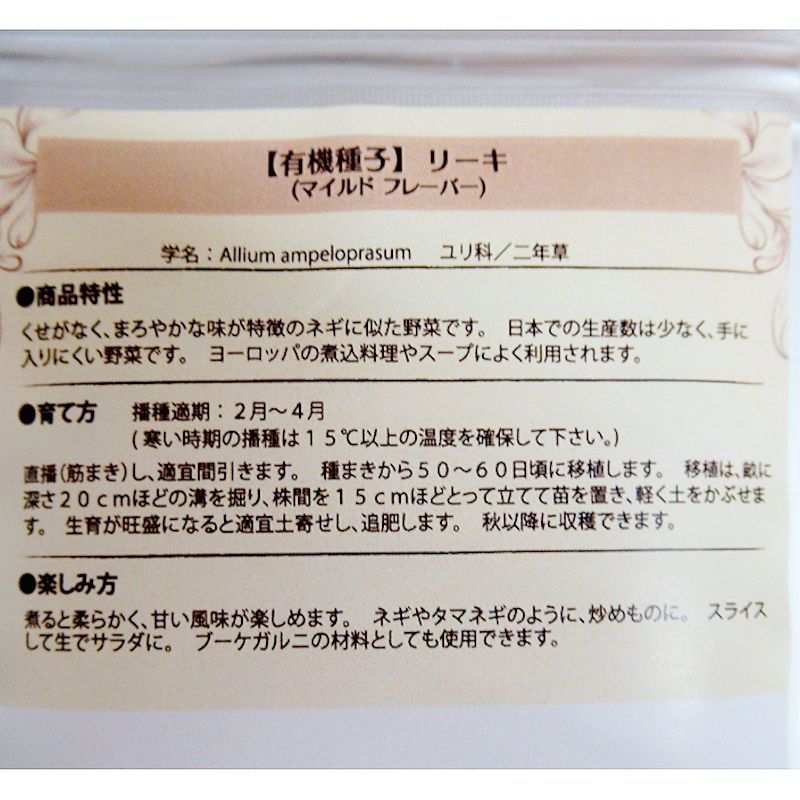 【有機種子】 リーキ
(マイルド フレーバー)
学名：Allium ampeloprasum　ユリ科／二年草
●商品特性
くせがなく、まろやかな味が特徴のネギに似た野菜です。 日本での生産数は少なく、手に
入りにくい野菜です。 ヨーロッパの煮込料理やスープによく利用されます。
●育て方　播種適期：２月～４月
(寒い時期の播種は１５℃以上の温度を確保して下さい。)
直播(筋まき)し、適宜間引きます。 種まきから５０～６０日頃に移植します。 移植は、畝に
深さ２０ｃｍほどの溝を掘り、株間を１５ｃｍほどとって立てて苗を置き、軽く土をかぶせま
す。 生育が旺盛になると適宜土寄せし、追肥します。 秋以降に収穫できます。
●楽しみ方
煮ると柔らかく、甘い風味が楽しめます。 ネギやタマネギのように、炒めものに。 スライス
して生でサラダに。 ブーケガルニの材料としても使用できます。